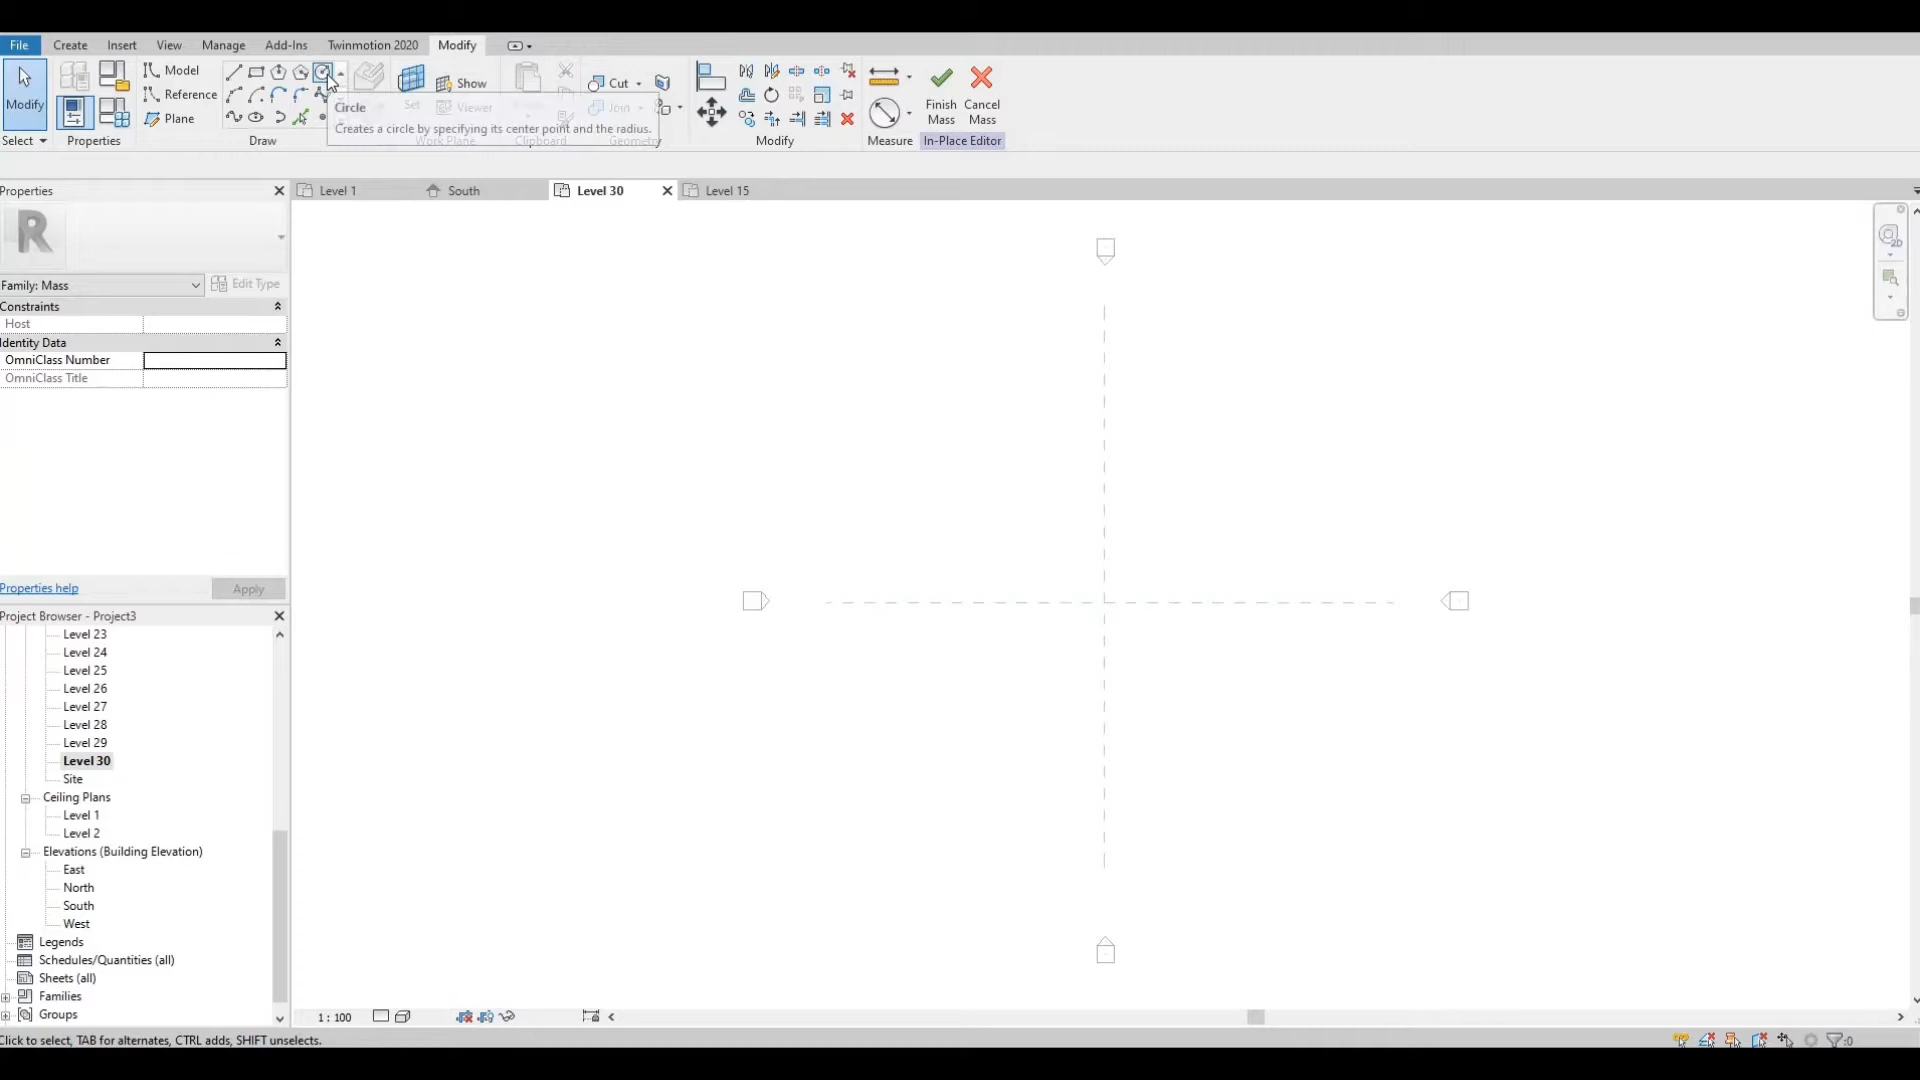 File Create Insert View Manage Add-Ins Twinmotion 2020 Modify
Modify
Model
Reference
Plane
Set
Show
Viewer
Cut
Join
Circle
Creates a circle by specifying its center point and the radius.
Finish Mass
Cancel Mass
Select Properties Draw Work Plane Clipboard Geometry Modify Measure In-Place Editor
Properties
Level 1 South Level 30 Level 15
2D
R
Family: Mass Edit Type
Constraints
Host
Identity Data
OmniClass Number
OmniClass Title
Properties help Apply
Project Browser - Project3
Level 23
Level 24
Level 25
Level 26
Level 27
Level 28
Level 29
Level 30
Site
Ceiling Plans
Level 1
Level 2
Elevations (Building Elevation)
East
North
South
West
Legends
Schedules/Quantities (all)
Sheets (all)
Families
Groups
1 : 100
Click to select, TAB for alternates, CTRL adds, SHIFT unselects.
:0